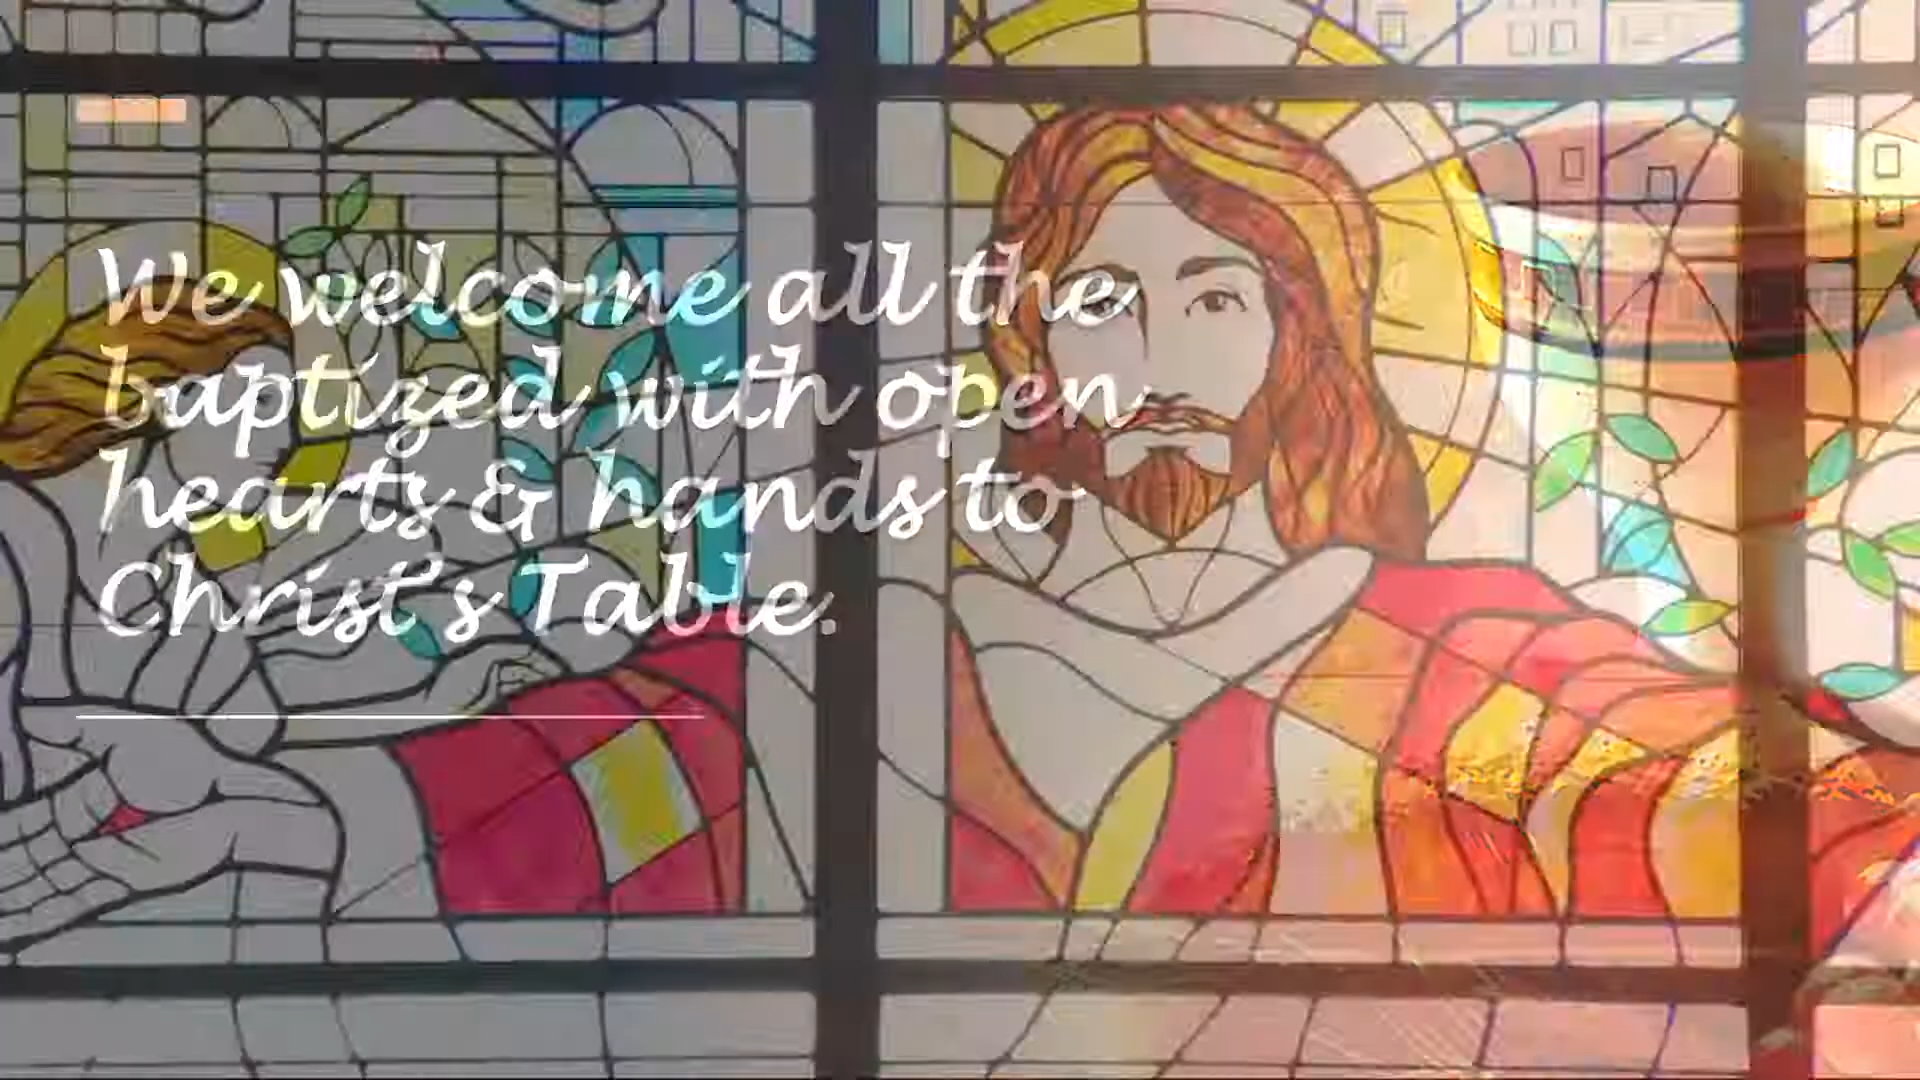 We welcome all the
baptized with open
hearts & hands to
Christ's Table.